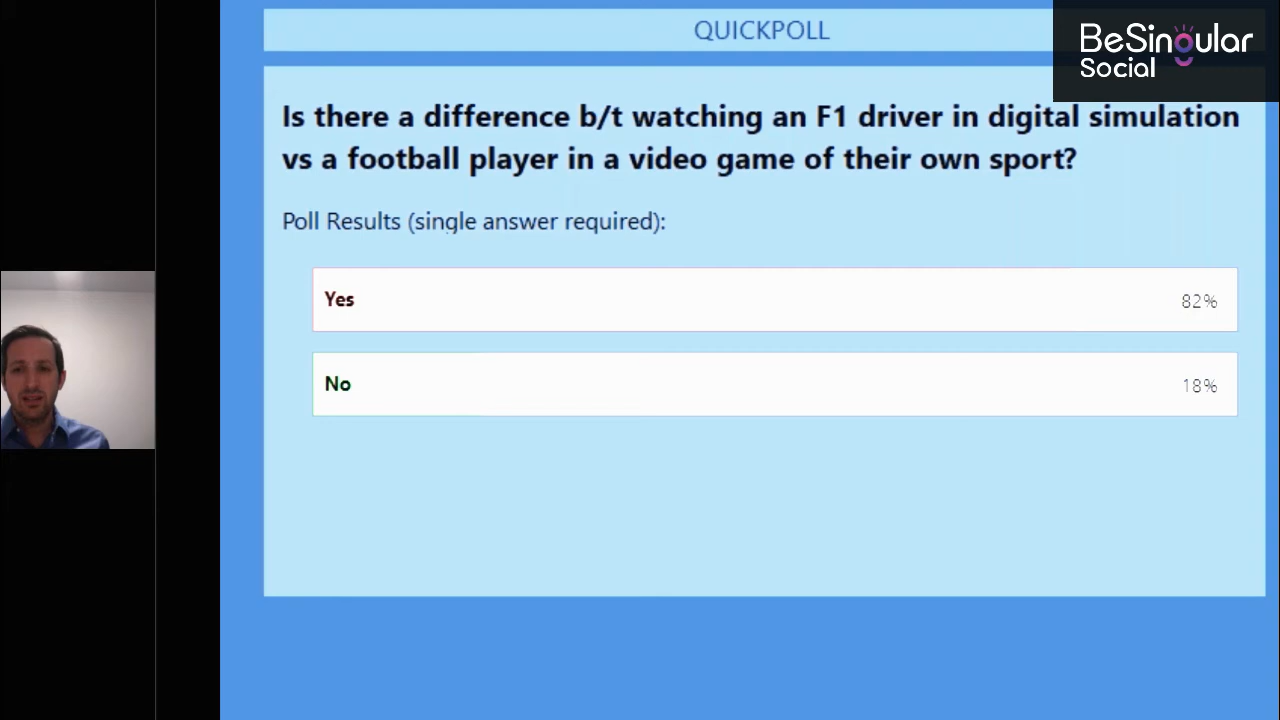 QUICKPOLL
BeSingular
Social
Is there a difference b/t watching an F1 driver in digital simulation
vs a football player in a video game of their own sport?
Poll Results (single answer required):
Yes 82%
No 18%